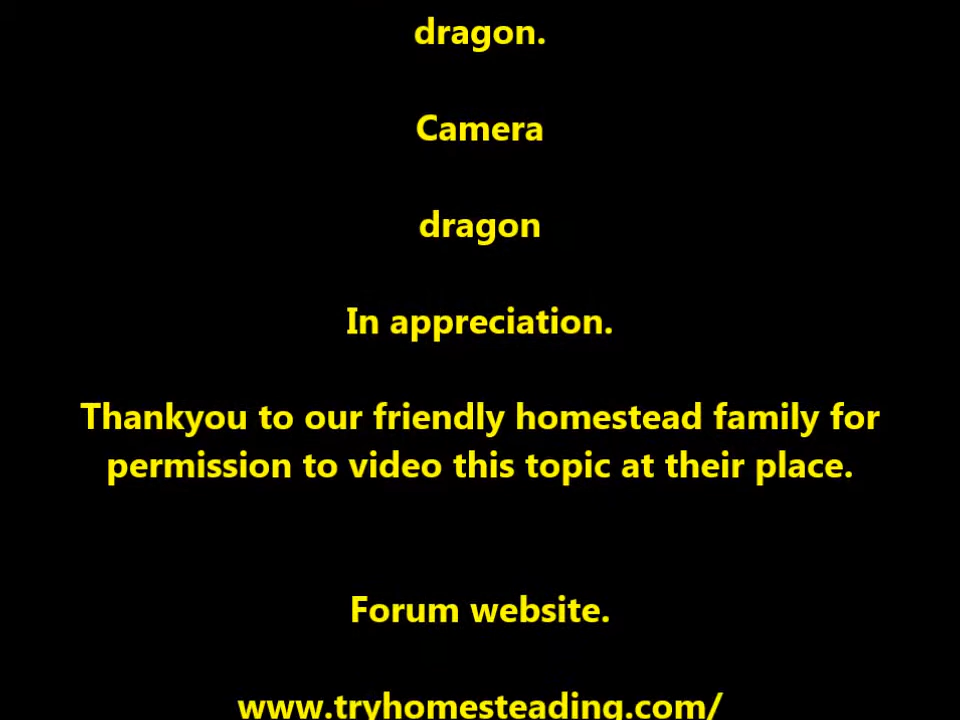 dragon.
Camera
dragon
In appreciation.
Thankyou to our friendly homestead family for
permission to video this topic at their place.
Forum website.
www.tryhomesteading.com/